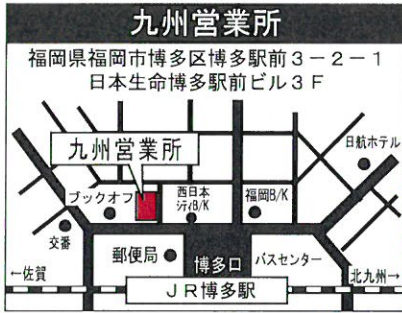 九州営業所
福岡県福岡市博多区博多駅前3-2-1
日本生命博多駅前ビル3F
九州営業所
日航ホテル
ブックオフ
西日本
シティB/K
福岡B/K
交番
郵便局
博多口
バスセンター
←佐賀
北九州→
JR博多駅